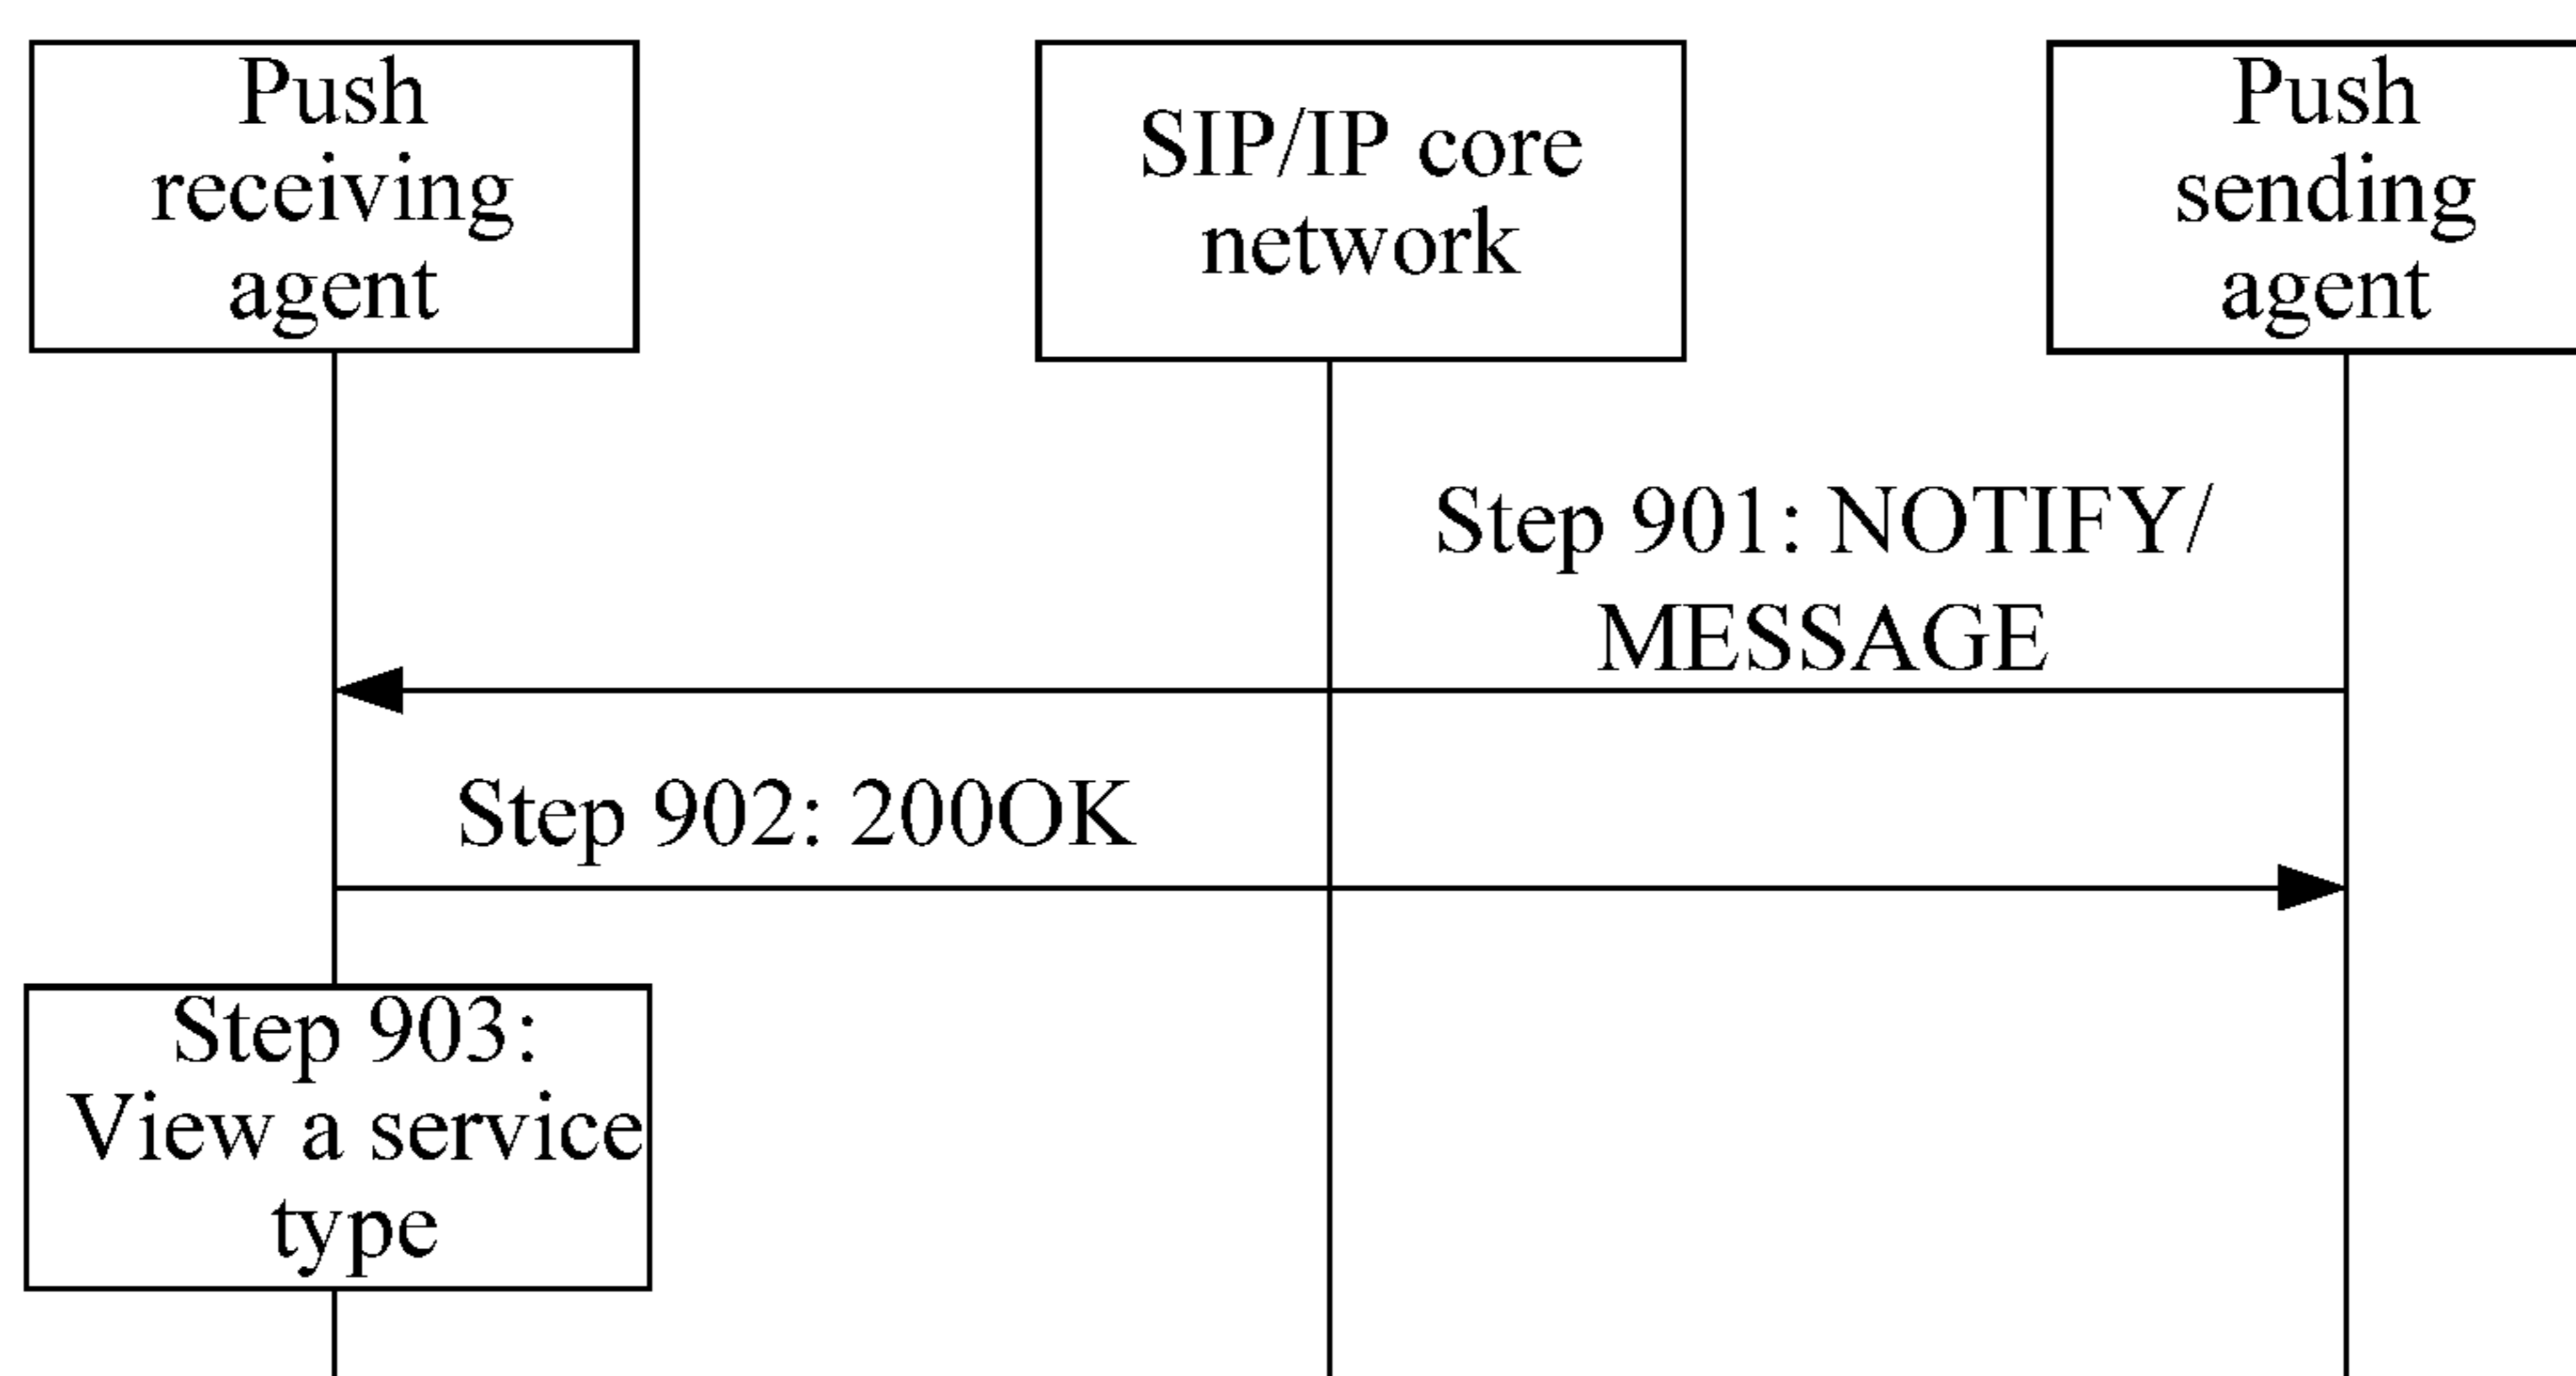 Push
receiving
agent
SIP/IP core
network
Push
sending
agent
Step 901: NOTIFY/
MESSAGE
Step 902: 200OK
Step 903:
View a service
type